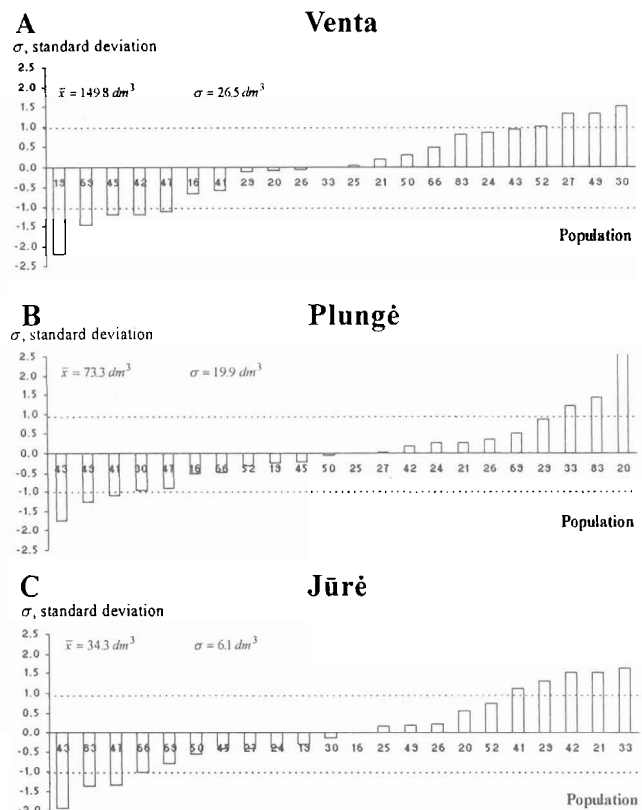 A Venta
σ, standard deviation
2.5
x̄ = 149.8 dm³ σ = 26.5 dm³
2.0
1.5
1.0
0.5
0.0
19 69 45 42 47 16 41 29 20 26 33 25 21 50 66 83 24 43 52 27 49 30
-0.5
-1.0
-1.5
Population
-2.0
-2.5
B Plungė
σ, standard deviation
2.5
x̄ = 73.3 dm³ σ = 19.9 dm³
2.0
1.5
1.0
0.5
0.0
43 49 41 30 47 16 66 52 19 45 50 25 27 42 24 21 26 69 29 33 83 20
-0.5
-1.0
-1.5
Population
-2.0
-2.5
C Jūrė
σ, standard deviation
2.5
x̄ = 34.3 dm³ σ = 6.1 dm³
2.0
1.5
1.0
0.5
0.0
43 83 47 66 69 50 45 27 24 19 30 16 25 49 26 20 52 41 29 42 21 33
-0.5
-1.0
-1.5
Population
-2.0